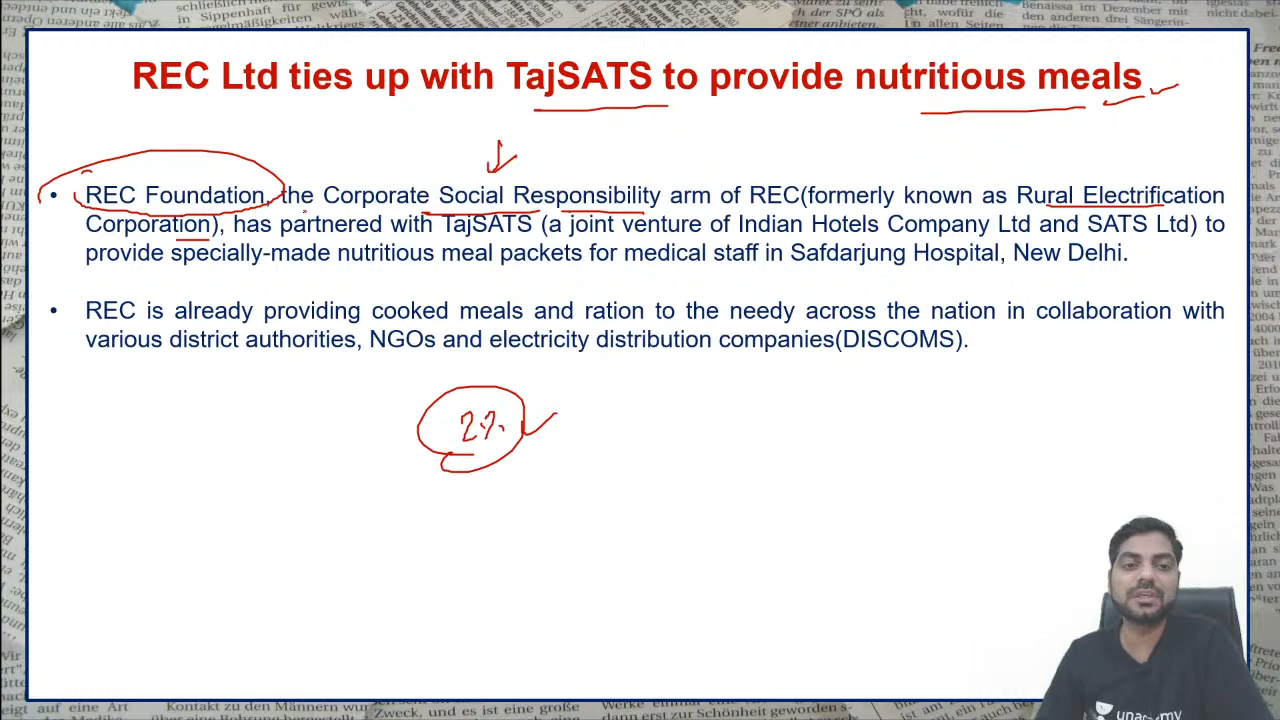 REC Ltd ties up with TajSATS to provide nutritious meals
• REC Foundation, the Corporate Social Responsibility arm of REC(formerly known as Rural Electrification
Corporation), has partnered with TajSATS (a joint venture of Indian Hotels Company Ltd and SATS Ltd) to
provide specially-made nutritious meal packets for medical staff in Safdarjung Hospital, New Delhi.
• REC is already providing cooked meals and ration to the needy across the nation in collaboration with
various district authorities, NGOs and electricity distribution companies(DISCOMS).
2%
unacademy